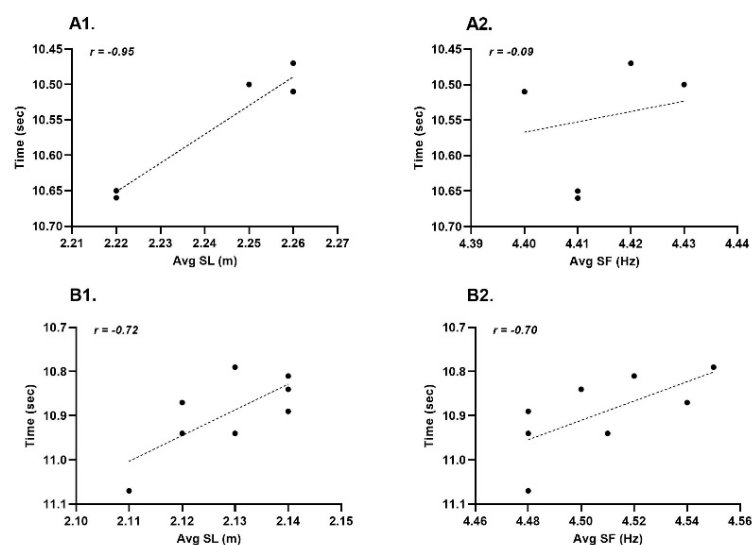 A1.
r = -0.95
Time (sec)
10.45
10.50
10.55
10.60
10.65
10.70
2.21 2.22 2.23 2.24 2.25 2.26 2.27
Avg SL (m)
A2.
r = -0.09
Time (sec)
10.45
10.50
10.55
10.60
10.65
10.70
4.39 4.40 4.41 4.42 4.43 4.44
Avg SF (Hz)
B1.
r = -0.72
Time (sec)
10.7
10.8
10.9
11.0
11.1
2.10 2.11 2.12 2.13 2.14 2.15
Avg SL (m)
B2.
r = -0.70
Time (sec)
10.7
10.8
10.9
11.0
11.1
4.46 4.48 4.50 4.52 4.54 4.56
Avg SF (Hz)